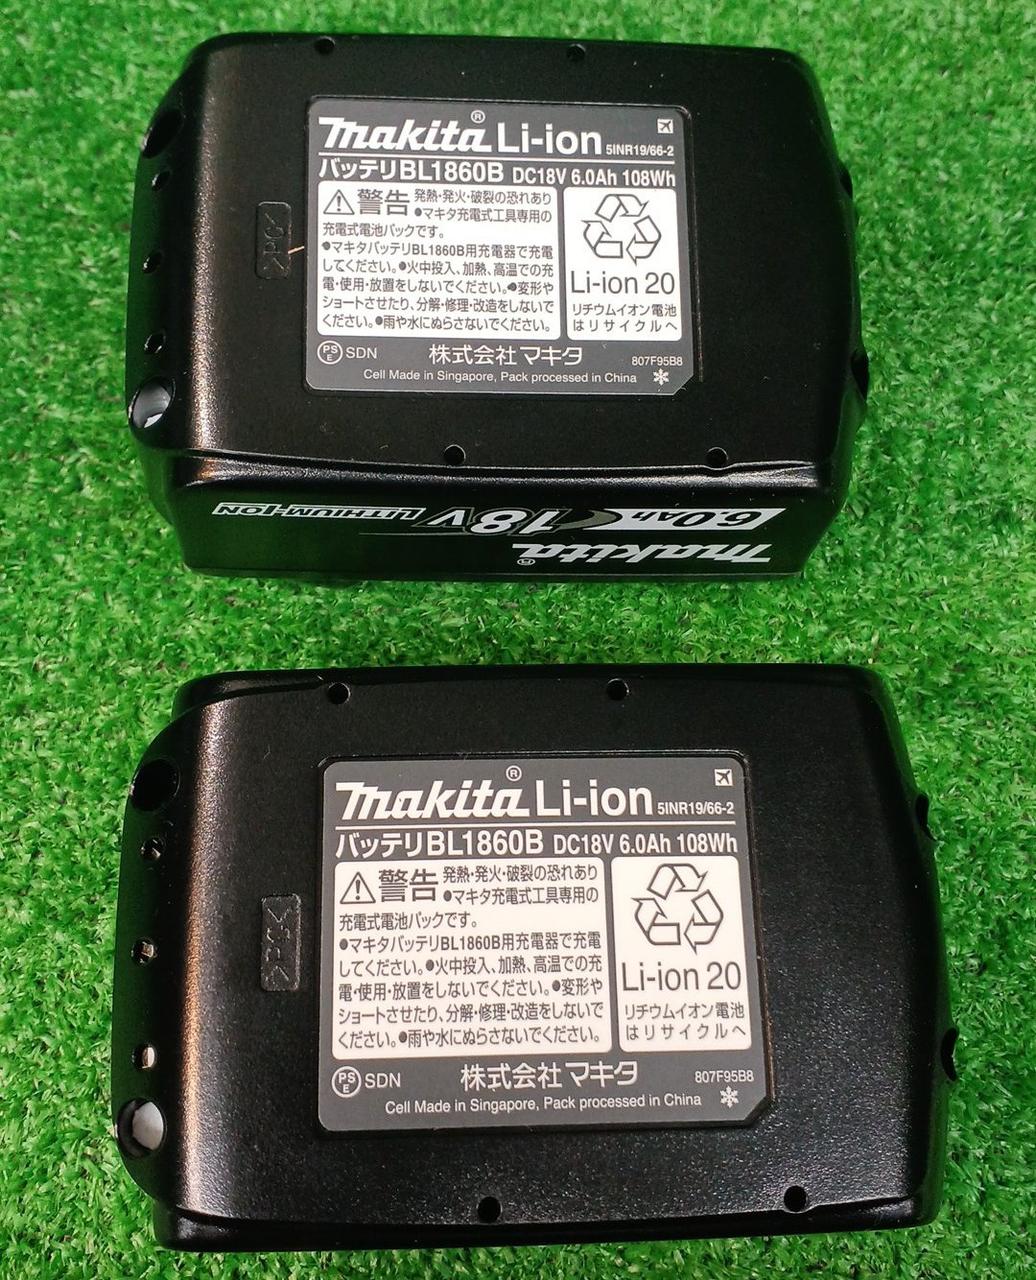 makita® Li-ion 5INR19/66-2
バッテリBL1860B DC18V 6.0Ah 108Wh
警告 発熱・発火・破裂の恐れあり
●マキタ充電式工具専用の
充電式電池パックです。
●マキタバッテリBL1860B用充電器で充電
してください。●火中投入、加熱、高温での充
電・使用・放置をしないでください。●変形や
ショートさせたり、分解・修理・改造をしないで
ください。●雨や水にぬらさないでください。
Li-ion 20
リチウムイオン電池
はリサイクルへ
PSE SDN 株式会社マキタ 807F95B8
Cell Made in Singapore, Pack processed in China
6.0Ah 18V LITHIUM-ION
makita®
makita® Li-ion 5INR19/66-2
バッテリBL1860B DC18V 6.0Ah 108Wh
警告 発熱・発火・破裂の恐れあり
●マキタ充電式工具専用の
充電式電池パックです。
●マキタバッテリBL1860B用充電器で充電
してください。●火中投入、加熱、高温での充
電・使用・放置をしないでください。●変形や
ショートさせたり、分解・修理・改造をしないで
ください。●雨や水にぬらさないでください。
Li-ion 20
リチウムイオン電池
はリサイクルへ
PSE SDN 株式会社マキタ 807F95B8
Cell Made in Singapore, Pack processed in China